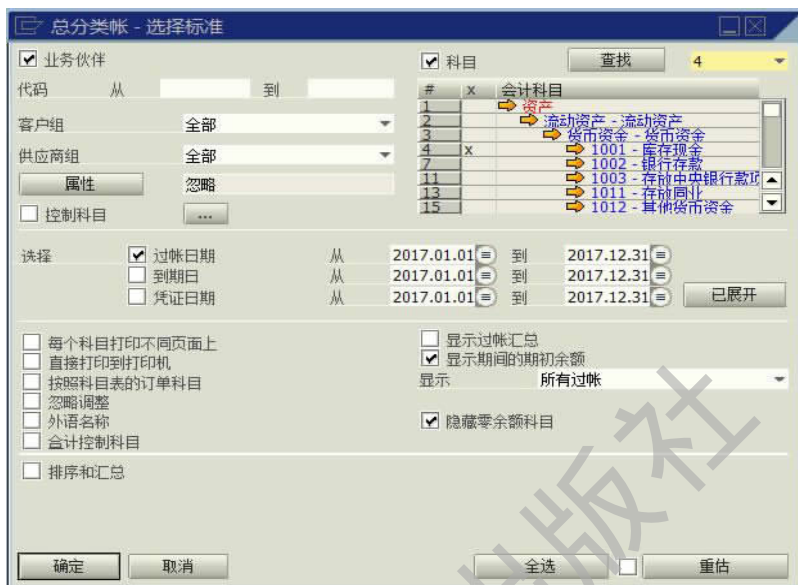 总分类帐 - 选择标准
业务伙伴
科目 查找 4
代码 从 到
# x 会计科目
1 资产
2 流动资产 - 流动资产
3 货币资金 - 货币资金
4 x 1001 - 库存现金
7 1002 - 银行存款
11 1003 - 存放中央银行款项
13 1011 - 存放同业
15 1012 - 其他货币资金
客户组 全部
供应商组 全部
属性 忽略
控制科目 ...
选择 过帐日期 从 2017.01.01 到 2017.12.31
到期日 从 2017.01.01 到 2017.12.31
凭证日期 从 2017.01.01 到 2017.12.31 已展开
每个科目打印不同页面上
直接打印到打印机
按照科目表的订单科目
忽略调整
外语名称
会计控制科目
显示过帐汇总
显示期间的期初余额
显示 所有过帐
隐藏零余额科目
排序和汇总
确定 取消 全选 重估
出版社